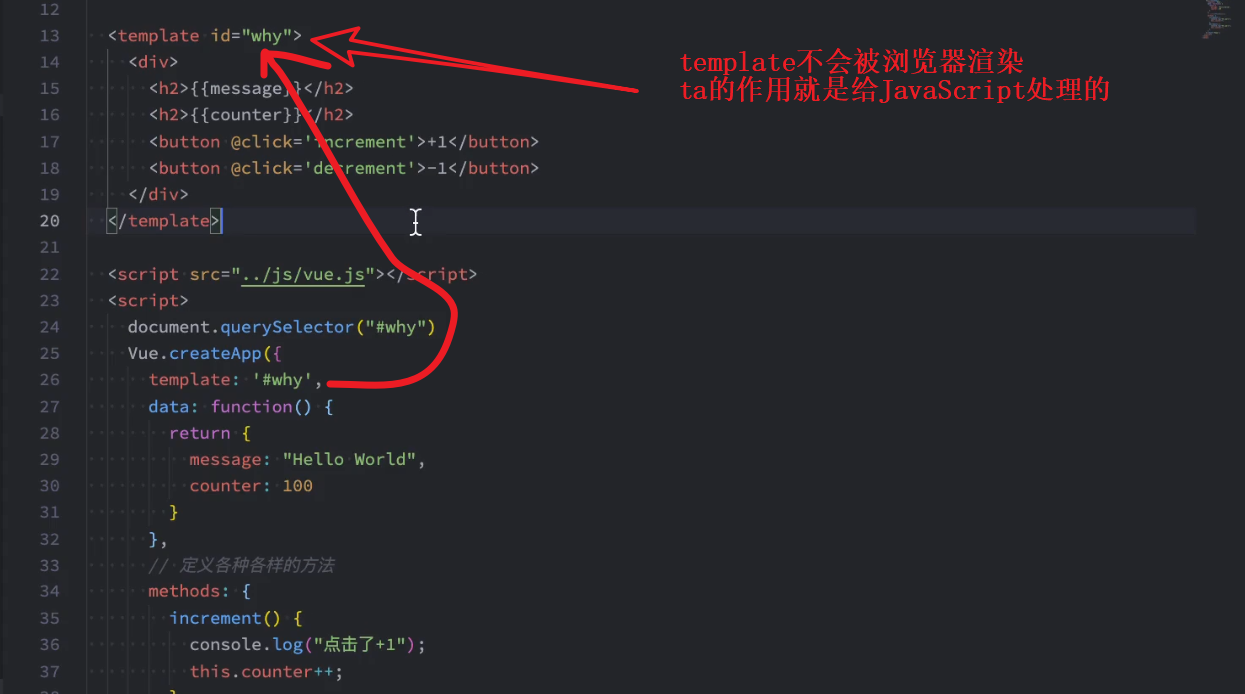 12
13 <template id="why">
14 <div>
15 <h2>{{message}}</h2>
16 <h2>{{counter}}</h2>
17 <button @click='increment'>+1</button>
18 <button @click='decrement'>-1</button>
19 </div>
20 </template>
21
22 <script src="../js/vue.js"></script>
23 <script>
24 document.querySelector("#why")
25 Vue.createApp({
26 template: '#why',
27 data: function() {
28 return {
29 message: "Hello World",
30 counter: 100
31 }
32 },
33 // 定义各种各样的方法
34 methods: {
35 increment() {
36 console.log("点击了+1");
37 this.counter++;
template不会被浏览器渲染
ta的作用就是给JavaScript处理的